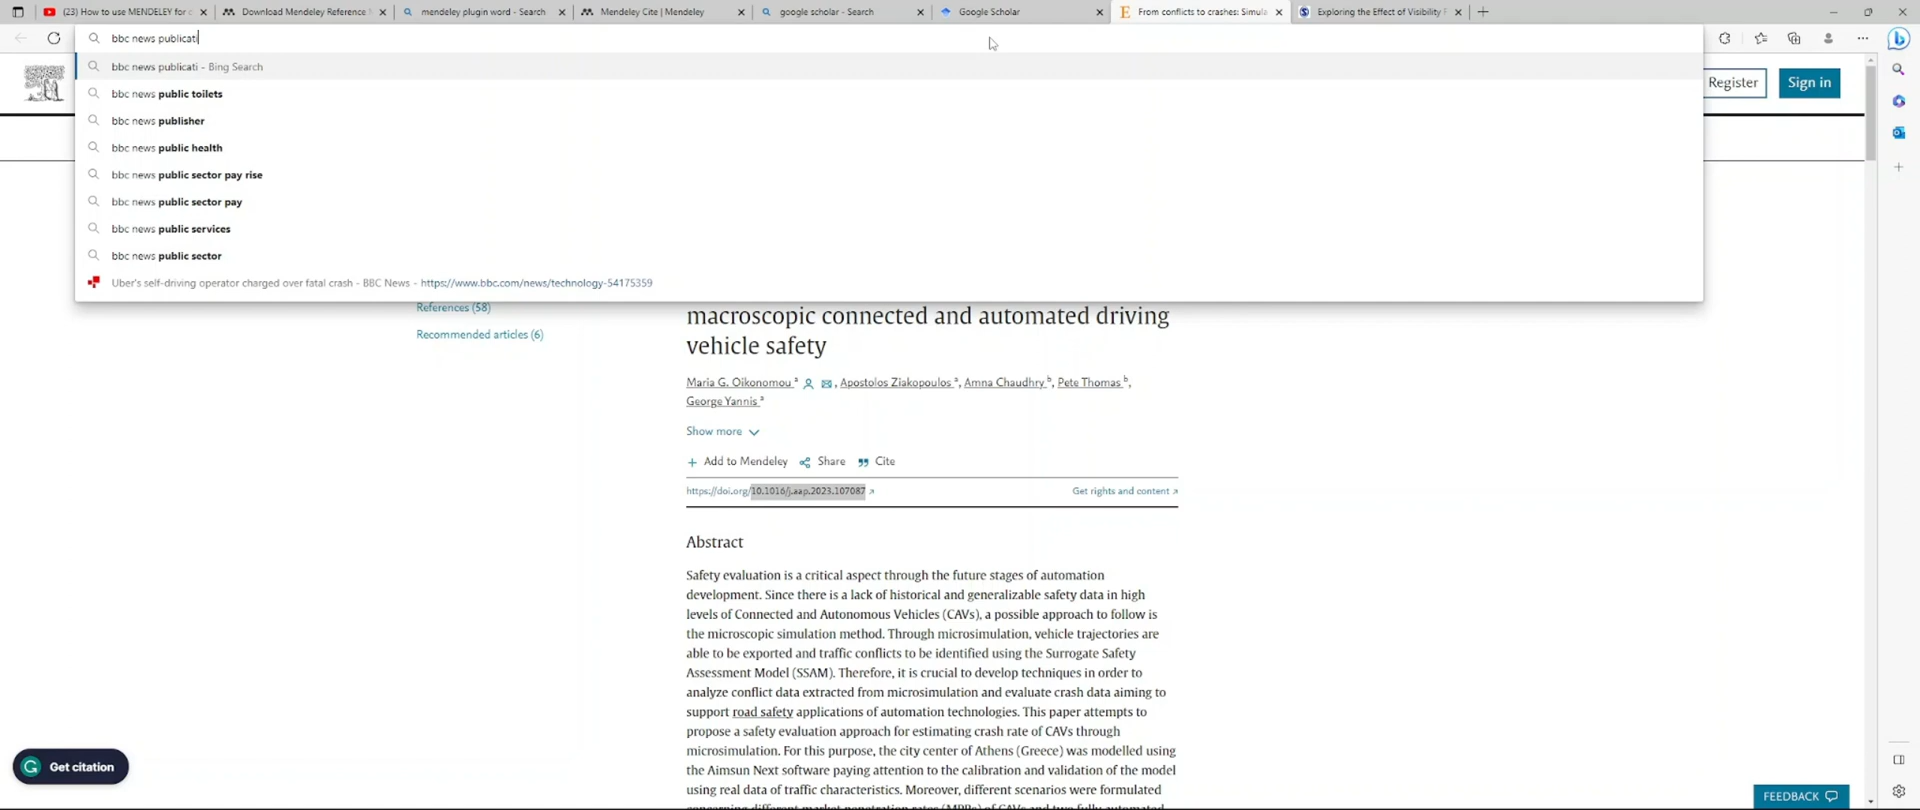 (23) How to use MENDELEY for c
Download Mendeley Reference
mendeley plugin word - Search
Mendeley Cite | Mendeley
google scholar - Search
Google Scholar
From conflicts to crashes: Simula
Exploring the Effect of Visibility F
bbc news publicati
bbc news publicati - Bing Search
bbc news public toilets
bbc news publisher
bbc news public health
bbc news public sector pay rise
bbc news public sector pay
bbc news public services
bbc news public sector
Uber's self-driving operator charged over fatal crash - BBC News - https://www.bbc.com/news/technology-54175359
Register
Sign in
References (58)
Recommended articles (6)
macroscopic connected and automated driving
vehicle safety
Maria G. Oikonomou a, Apostolos Ziakopoulos a, Amna Chaudhry b, Pete Thomas b,
George Yannis a
Show more
+ Add to Mendeley Share Cite
https://doi.org/10.1016/j.aap.2023.107087
Get rights and content
Abstract
Safety evaluation is a critical aspect through the future stages of automation
development. Since there is a lack of historical and generalizable safety data in high
levels of Connected and Autonomous Vehicles (CAVs), a possible approach to follow is
the microscopic simulation method. Through microsimulation, vehicle trajectories are
able to be exported and traffic conflicts to be identified using the Surrogate Safety
Assessment Model (SSAM). Therefore, it is crucial to develop techniques in order to
analyze conflict data extracted from microsimulation and evaluate crash data aiming to
support road safety applications of automation technologies. This paper attempts to
propose a safety evaluation approach for estimating crash rate of CAVs through
microsimulation. For this purpose, the city center of Athens (Greece) was modelled using
the Aimsun Next software paying attention to the calibration and validation of the model
using real data of traffic characteristics. Moreover, different scenarios were formulated
concerning different market penetration rates (MPRs) of CAVs and two fully automated
Get citation
FEEDBACK